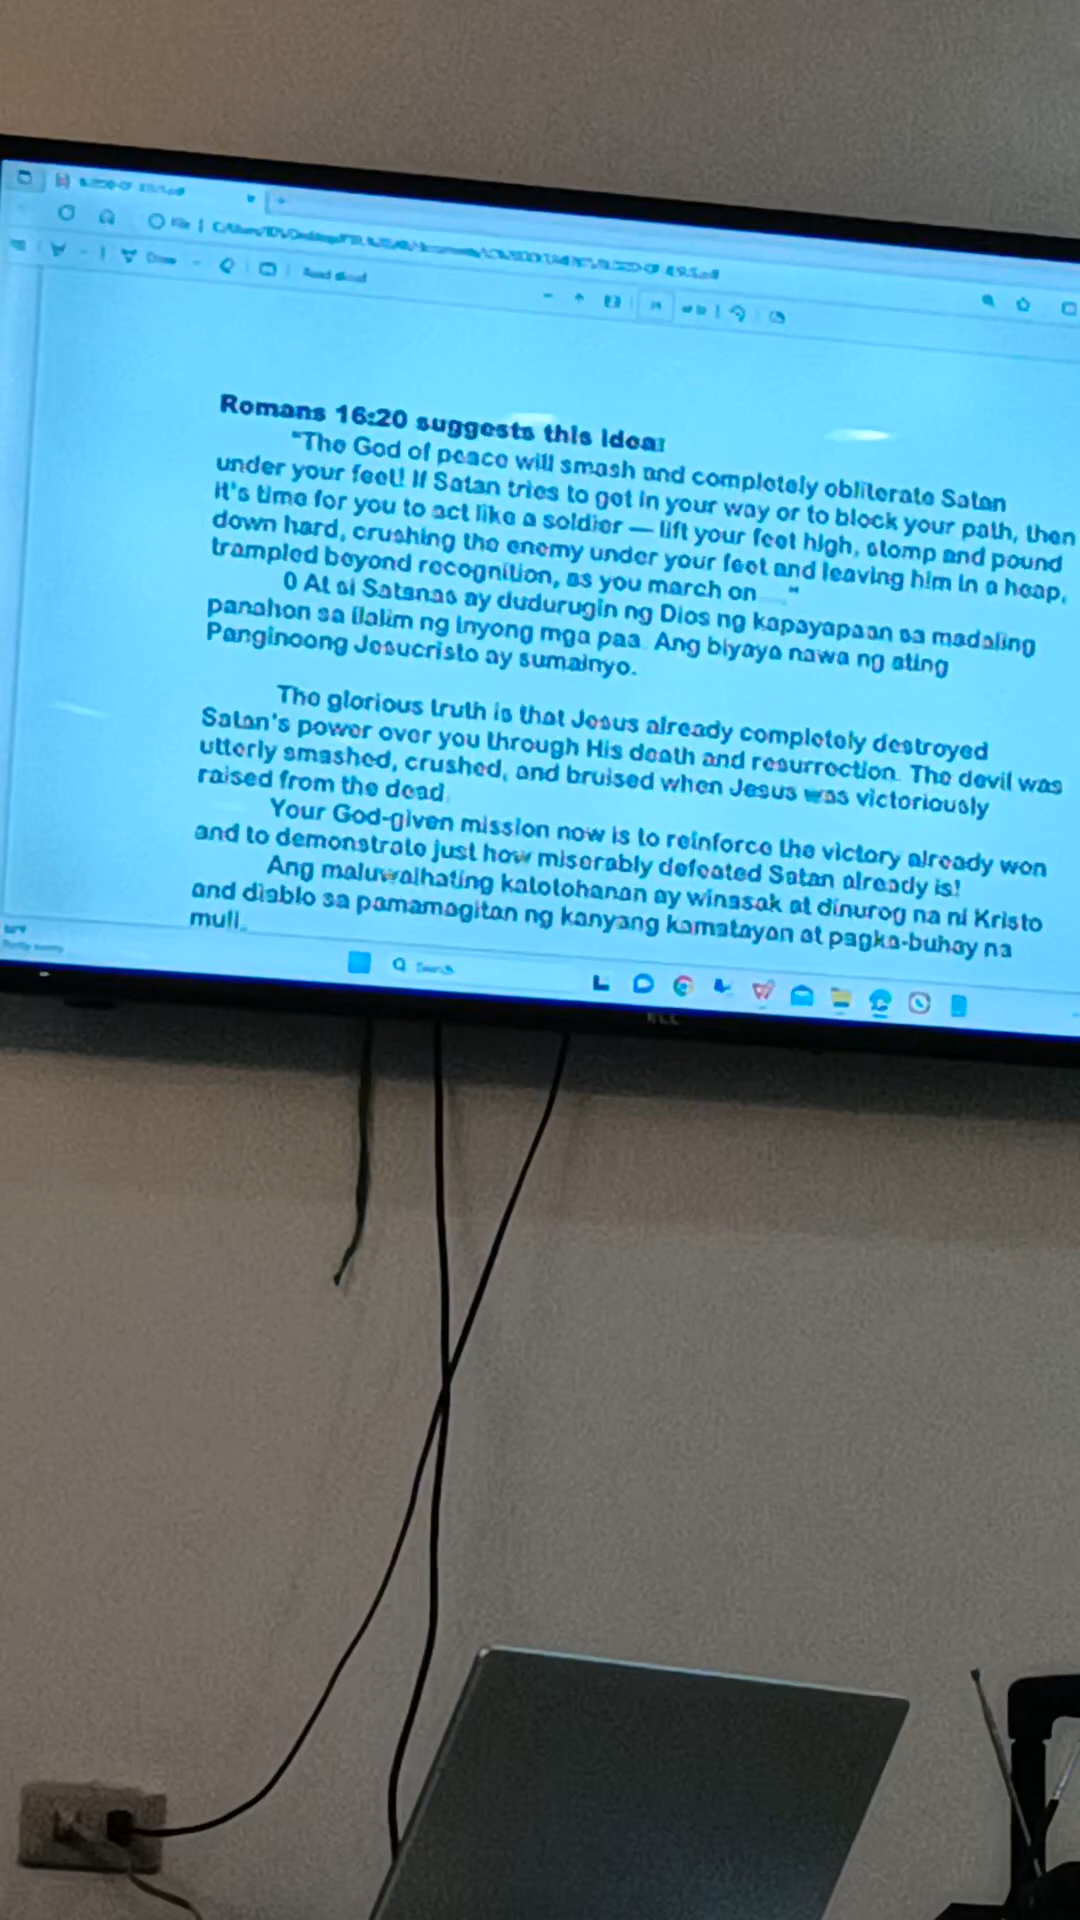 Romans 16:20 suggests this idea:
"The God of peace will smash and completely obliterate Satan
under your feet! If Satan tries to get in your way or to block your path, then
it's time for you to act like a soldier — lift your feet high, stomp and pound
down hard, crushing the enemy under your feet and leaving him in a heap,
trampled beyond recognition, as you march on ..."
0 At si Satanas ay dudurugin ng Dios ng kapayapaan sa madaling
panahon sa ilalim ng inyong mga paa. Ang biyaya nawa ng ating
Panginoong Jesucristo ay sumainyo.
The glorious truth is that Jesus already completely destroyed
Satan's power over you through His death and resurrection. The devil was
utterly smashed, crushed, and bruised when Jesus was victoriously
raised from the dead.
Your God-given mission now is to reinforce the victory already won
and to demonstrate just how miserably defeated Satan already is!
Ang maluwalhating katotohanan ay winasak at dinurog na ni Kristo
and diablo sa pamamagitan ng kanyang kamatayan at pagka-buhay na
muli.
Search